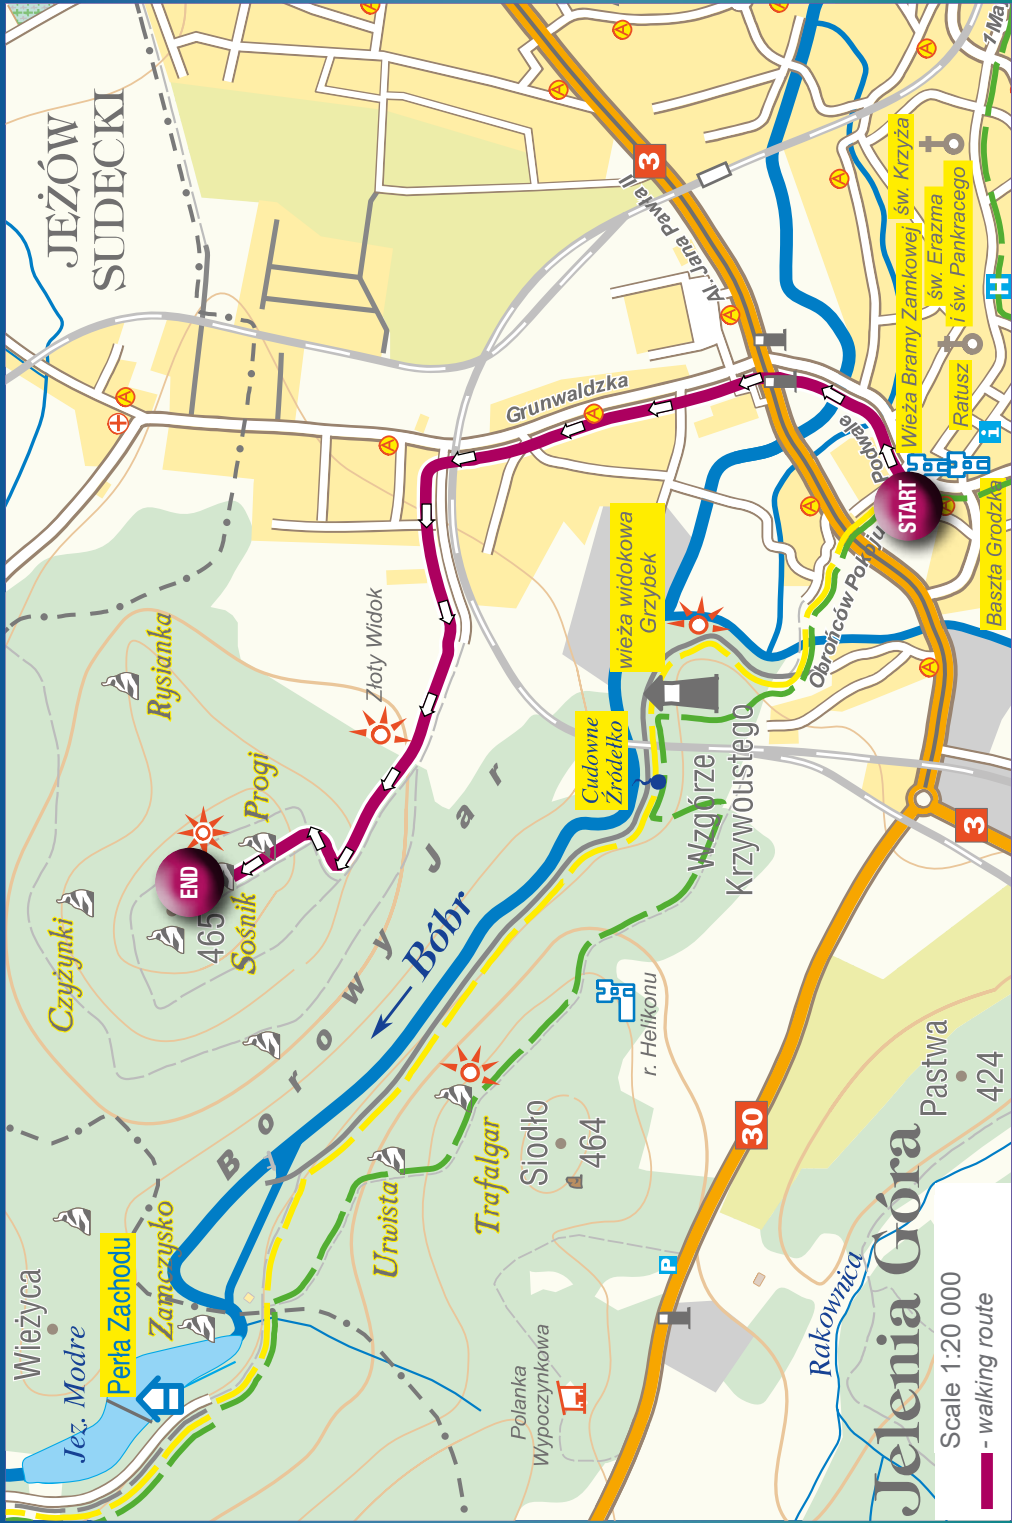 JEŻÓW
SUDECKI
3
Al. Jana Pawła II
Grunwaldzka
Podwale
Obrońców Pokoju
1-Ma
św. Krzyża
Wieża Bramy Zamkowej
św. Erazma
i św. Pankracego
Ratusz
Baszta Grodzka
H
i
START
wieża widokowa
Grzybek
Złoty Widok
Rysianka
Progi
END
465
Sośnik
Czyżynki
Cudowne
Źródełko
Wzgórze
Krzywoustego
Borowy Jar
Bóbr
3
r. Helikonu
Trafalgar
Siodło
464
Urwista
Zamczysko
Perła Zachodu
Jez. Modre
Wieżyca
30
P
Polanka
Wypoczynkowa
Pastwa
424
Rakownica
Jelenia Góra
Scale 1:20 000
- walking route
A
A
A
A
A
A
A
A
A
A
A
A
A